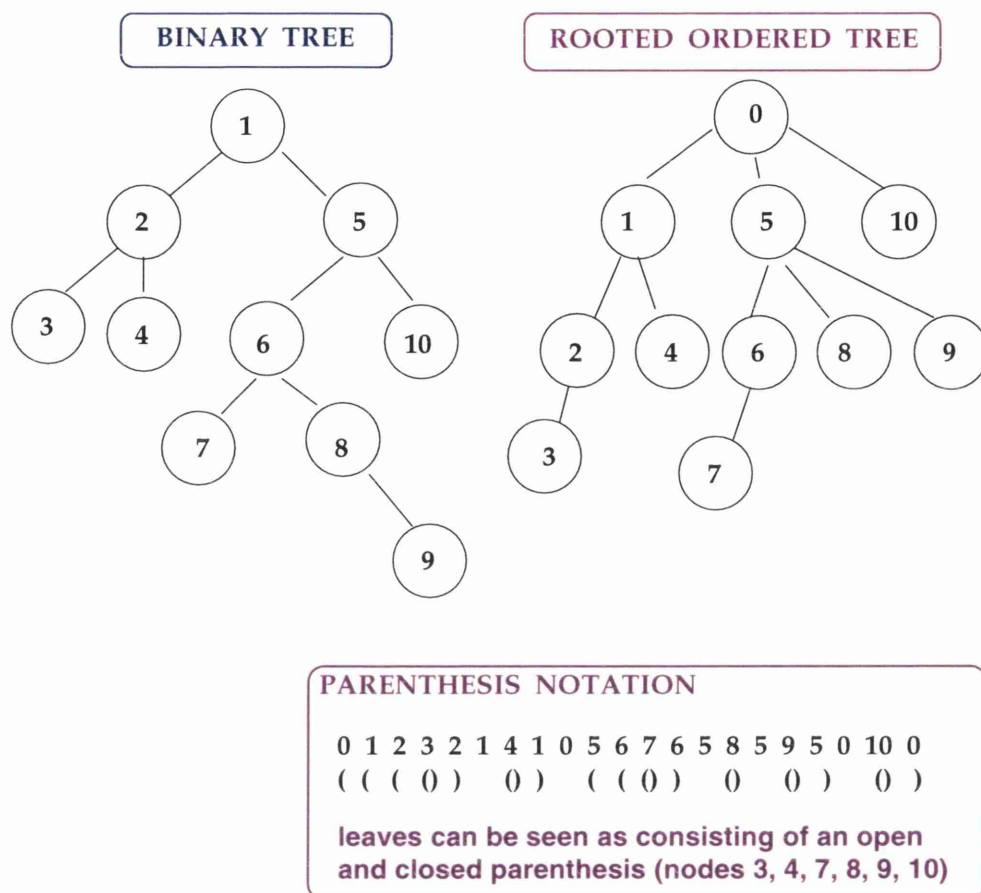 BINARY TREE
1
2 5
3 4 6 10
7 8
9
ROOTED ORDERED TREE
0
1 5 10
2 4 6 8 9
3 7
PARENTHESIS NOTATION
0 1 2 3 2 1 4 1 0 5 6 7 6 5 8 5 9 5 0 10 0
( ( ( () ) () ) ( ( () ) () () ) () )
leaves can be seen as consisting of an open
and closed parenthesis (nodes 3, 4, 7, 8, 9, 10)